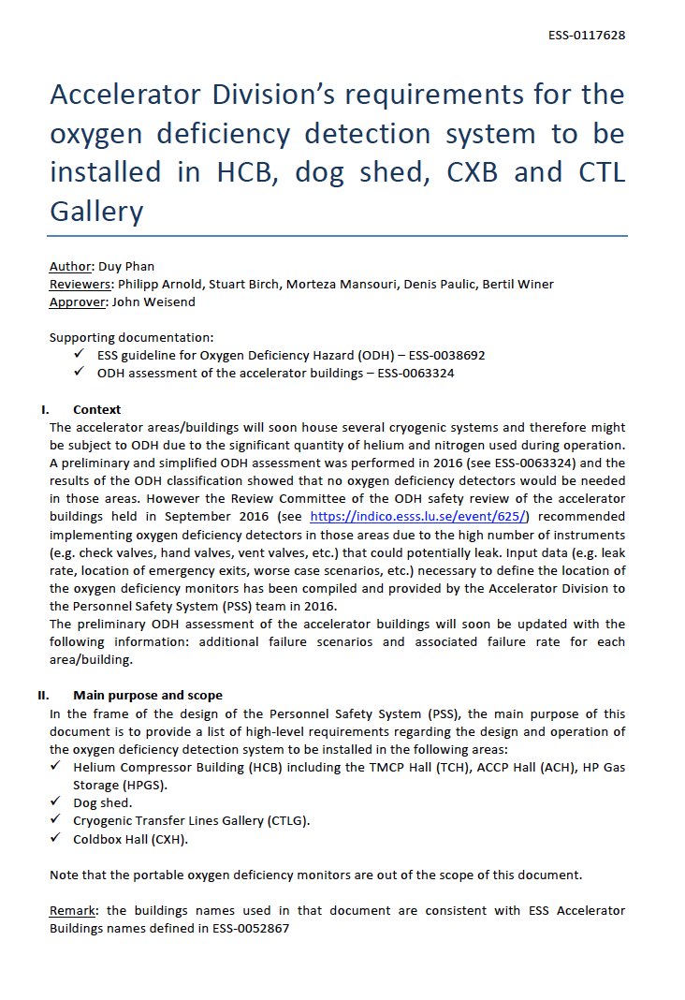 ESS-0117628
Accelerator Division's requirements for the
oxygen deficiency detection system to be
installed in HCB, dog shed, CXB and CTL
Gallery
Author: Duy Phan
Reviewers: Philipp Arnold, Stuart Birch, Morteza Mansouri, Denis Paulic, Bertil Winer
Approver: John Weisend
Supporting documentation:
✓ ESS guideline for Oxygen Deficiency Hazard (ODH) – ESS-0038692
✓ ODH assessment of the accelerator buildings – ESS-0063324
I. Context
The accelerator areas/buildings will soon house several cryogenic systems and therefore might
be subject to ODH due to the significant quantity of helium and nitrogen used during operation.
A preliminary and simplified ODH assessment was performed in 2016 (see ESS-0063324) and the
results of the ODH classification showed that no oxygen deficiency detectors would be needed
in those areas. However the Review Committee of the ODH safety review of the accelerator
buildings held in September 2016 (see https://indico.esss.lu.se/event/625/) recommended
implementing oxygen deficiency detectors in those areas due to the high number of instruments
(e.g. check valves, hand valves, vent valves, etc.) that could potentially leak. Input data (e.g. leak
rate, location of emergency exits, worse case scenarios, etc.) necessary to define the location of
the oxygen deficiency monitors has been compiled and provided by the Accelerator Division to
the Personnel Safety System (PSS) team in 2016.
The preliminary ODH assessment of the accelerator buildings will soon be updated with the
following information: additional failure scenarios and associated failure rate for each
area/building.
II. Main purpose and scope
In the frame of the design of the Personnel Safety System (PSS), the main purpose of this
document is to provide a list of high-level requirements regarding the design and operation of
the oxygen deficiency detection system to be installed in the following areas:
✓ Helium Compressor Building (HCB) including the TMCP Hall (TCH), ACCP Hall (ACH), HP Gas
Storage (HPGS).
✓ Dog shed.
✓ Cryogenic Transfer Lines Gallery (CTLG).
✓ Coldbox Hall (CXH).
Note that the portable oxygen deficiency monitors are out of the scope of this document.
Remark: the buildings names used in that document are consistent with ESS Accelerator
Buildings names defined in ESS-0052867